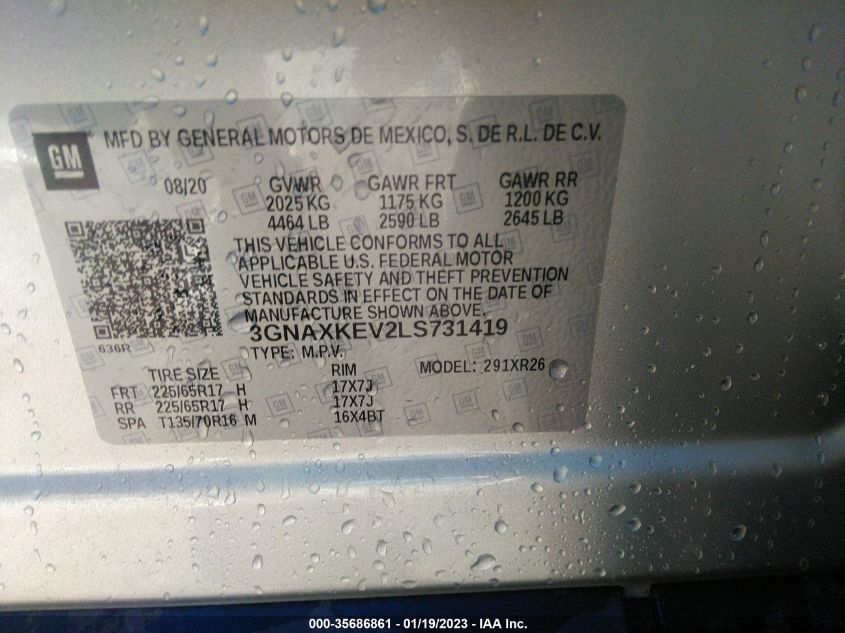 GM
MFD BY GENERAL MOTORS DE MEXICO, S. DE R.L. DE C.V.
08/20 GVWR GAWR FRT GAWR RR
2025 KG 1175 KG 1200 KG
4464 LB 2590 LB 2645 LB
THIS VEHICLE CONFORMS TO ALL
APPLICABLE U.S. FEDERAL MOTOR
VEHICLE SAFETY AND THEFT PREVENTION
STANDARDS IN EFFECT ON THE DATE OF
MANUFACTURE SHOWN ABOVE.
3GNAXKEV2LS731419
636R
TYPE: M.P.V. MODEL: 291XR26
TIRE SIZE RIM
FRT 225/65R17 H 17X7J
RR 225/65R17 H 17X7J
SPA T135/70R16 M 16X4BT
000-35686861 - 01/19/2023 - IAA Inc.